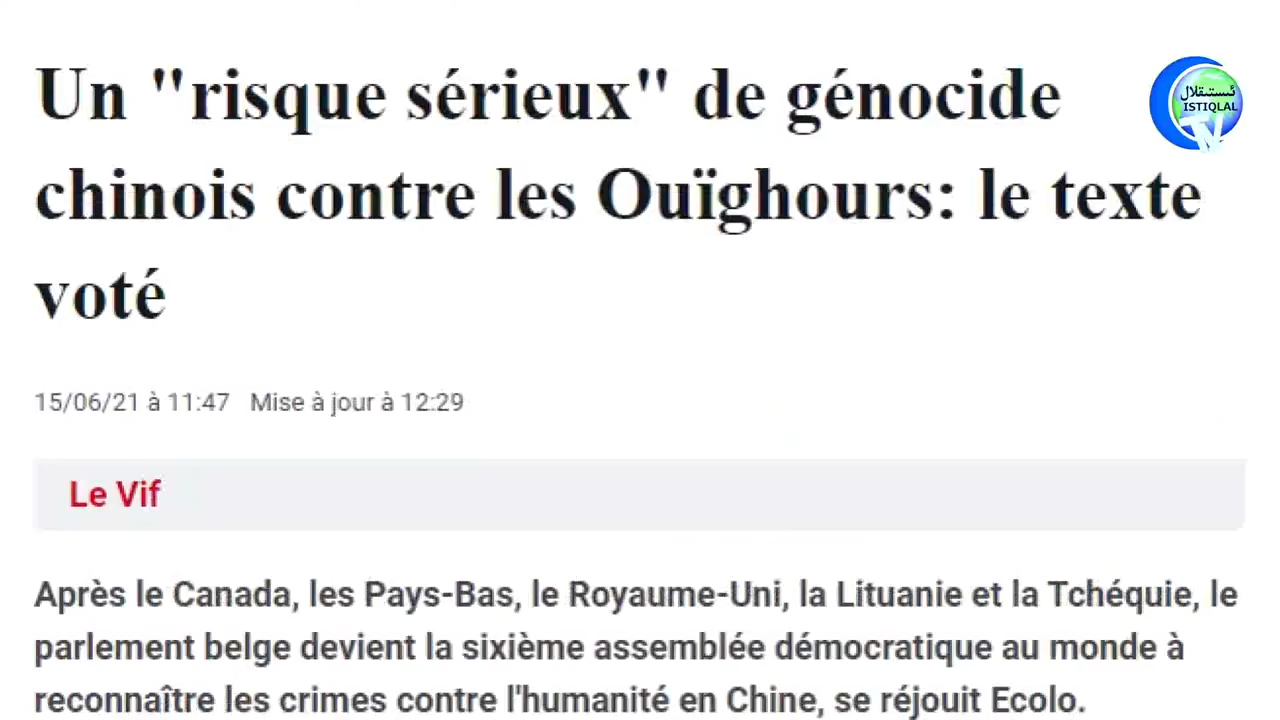 Un "risque sérieux" de génocide
chinois contre les Ouïghours: le texte
voté
ئىستىقلال
ISTIQLAL
TV
15/06/21 à 11:47 Mise à jour à 12:29
Le Vif
Après le Canada, les Pays-Bas, le Royaume-Uni, la Lituanie et la Tchéquie, le
parlement belge devient la sixième assemblée démocratique au monde à
reconnaître les crimes contre l'humanité en Chine, se réjouit Ecolo.